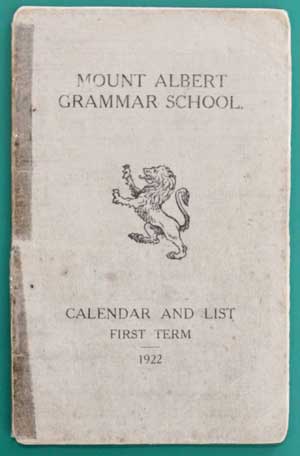 MOUNT ALBERT
GRAMMAR SCHOOL.
CALENDAR AND LIST
FIRST TERM
1922